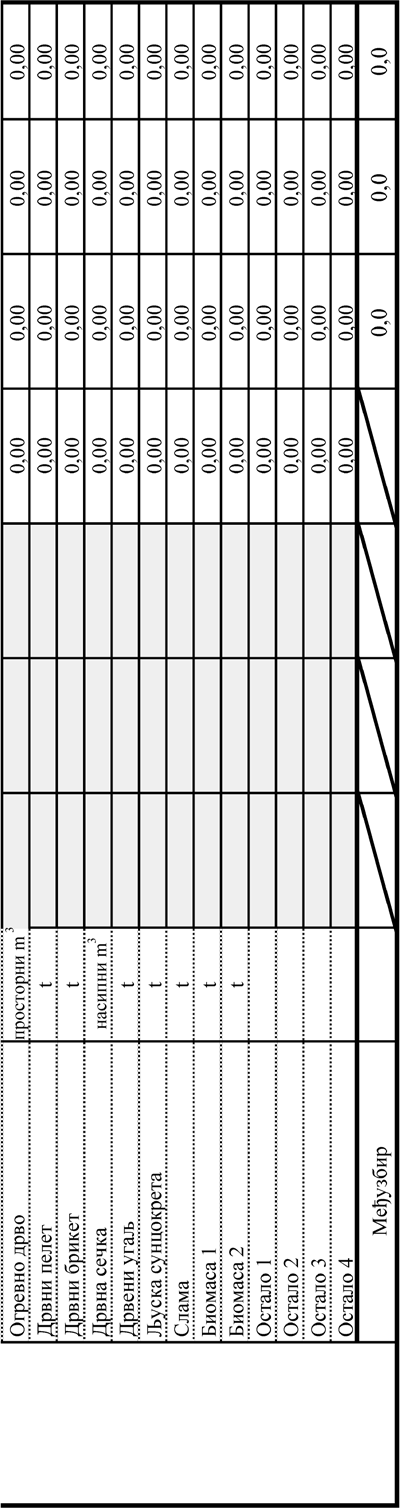 Огревно дрво просторни m³ 0,00 0,00 0,00 0,00
Дрвни пелет t 0,00 0,00 0,00 0,00
Дрвни брикет t 0,00 0,00 0,00 0,00
Дрвна сечка насипни m³ 0,00 0,00 0,00 0,00
Дрвени угаљ t 0,00 0,00 0,00 0,00
Љуска сунцокрета t 0,00 0,00 0,00 0,00
Слама t 0,00 0,00 0,00 0,00
Биомаса 1 t 0,00 0,00 0,00 0,00
Биомаса 2 t 0,00 0,00 0,00 0,00
Остало 1 0,00 0,00 0,00 0,00
Остало 2 0,00 0,00 0,00 0,00
Остало 3 0,00 0,00 0,00 0,00
Остало 4 0,00 0,00 0,00 0,00
Међузбир 0,0 0,0 0,0